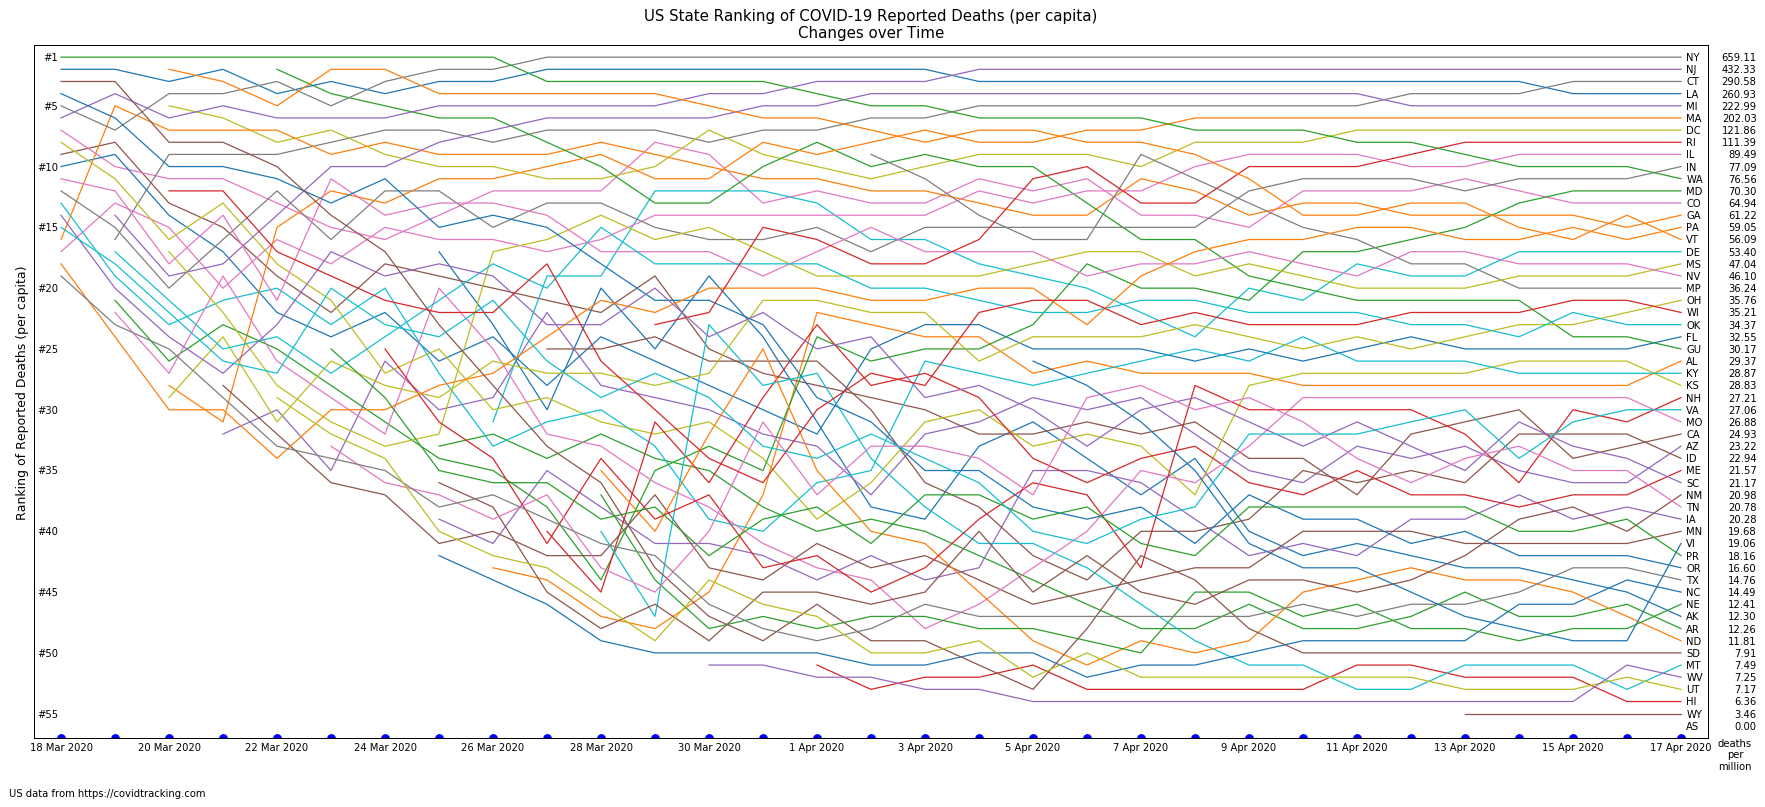 US State Ranking of COVID-19 Reported Deaths (per capita)
Changes over Time
Ranking of Reported Deaths (per capita)
#1
#5
#10
#15
#20
#25
#30
#35
#40
#45
#50
#55
NY 659.11
NJ 432.33
CT 290.58
LA 260.93
MI 222.99
MA 202.03
DC 121.86
RI 111.39
IL 89.49
IN 77.09
WA 76.56
MD 70.30
CO 64.94
GA 61.22
PA 59.05
VT 56.09
DE 53.40
MS 47.04
NV 46.10
MP 36.24
OH 35.76
WI 35.21
OK 34.37
FL 32.55
GU 30.17
AL 29.37
KY 28.87
KS 28.83
NH 27.21
VA 27.06
MO 26.88
CA 24.93
AZ 23.22
ID 22.94
ME 21.57
SC 21.17
NM 20.98
TN 20.78
IA 20.28
MN 19.68
VI 19.06
PR 18.16
OR 16.60
TX 14.76
NC 14.49
NE 12.41
AK 12.30
AR 12.26
ND 11.81
SD 7.91
MT 7.49
WV 7.25
UT 7.17
HI 6.36
WY 3.46
AS 0.00
18 Mar 2020 20 Mar 2020 22 Mar 2020 24 Mar 2020 26 Mar 2020 28 Mar 2020 30 Mar 2020 1 Apr 2020 3 Apr 2020 5 Apr 2020 7 Apr 2020 9 Apr 2020 11 Apr 2020 13 Apr 2020 15 Apr 2020 17 Apr 2020
deaths
per
million
US data from https://covidtracking.com